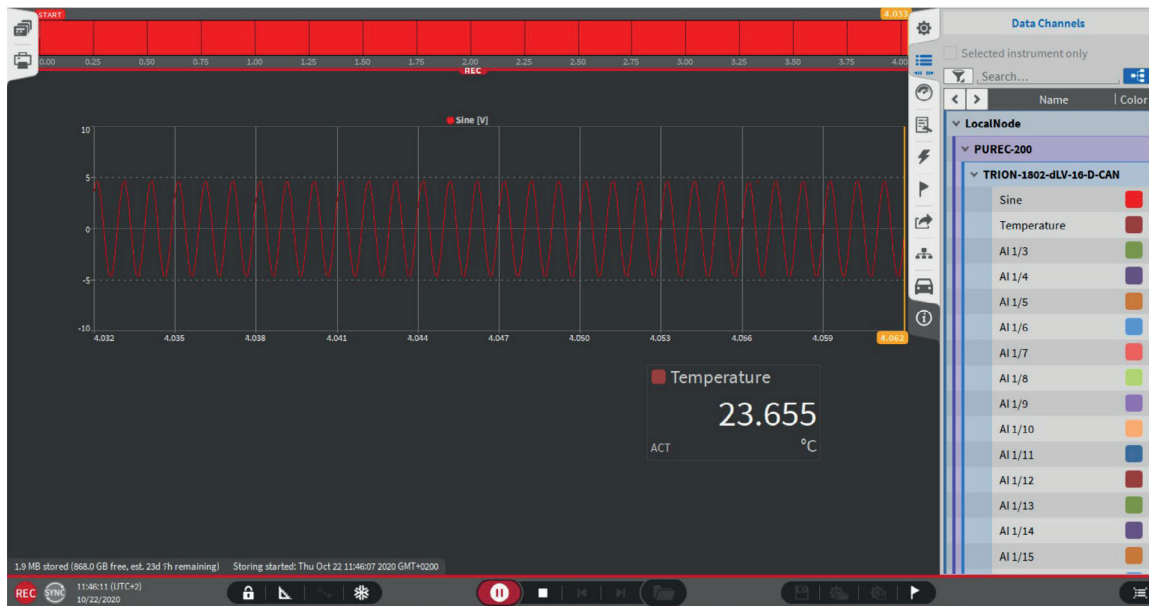 START
4.033
0.00 0.25 0.50 0.75 1.00 1.25 1.50 1.75 2.00 2.25 2.50 2.75 3.00 3.25 3.50 3.75 4.00
REC
Sine [V]
10
5
0
-5
-10
4.032 4.035 4.038 4.041 4.044 4.047 4.050 4.053 4.056 4.059 4.062
Temperature
23.655
ACT °C
1.9 MB stored (868.0 GB free, est. 23d 1h remaining) Storing started: Thu Oct 22 11:46:07 2020 GMT+0200
REC SYNC 11:46:11 (UTC+2)
10/22/2020
Data Channels
Selected instrument only
Search...
Name Color
LocalNode
PUREC-200
TRION-1802-dLV-16-D-CAN
Sine
Temperature
AI 1/3
AI 1/4
AI 1/5
AI 1/6
AI 1/7
AI 1/8
AI 1/9
AI 1/10
AI 1/11
AI 1/12
AI 1/13
AI 1/14
AI 1/15